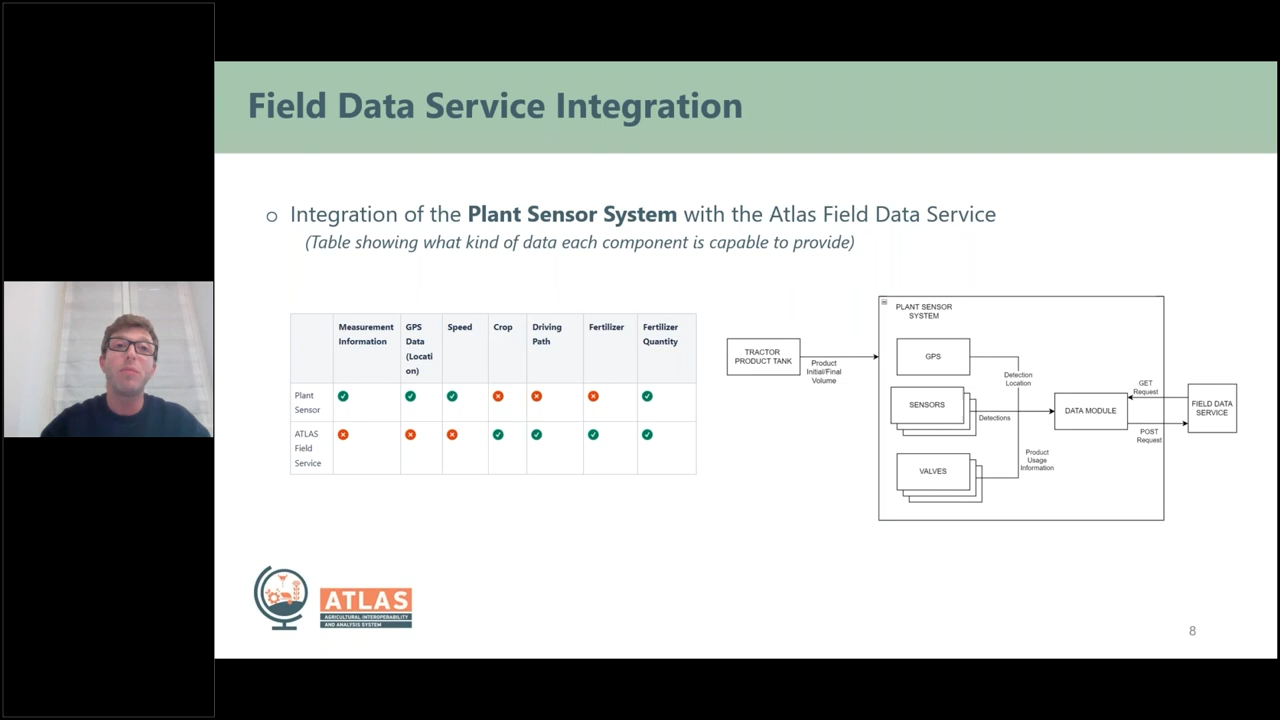 Field Data Service Integration
o Integration of the Plant Sensor System with the Atlas Field Data Service
(Table showing what kind of data each component is capable to provide)
Measurement Information
GPS Data (Locati on)
Speed
Crop
Driving Path
Fertilizer
Fertilizer Quantity
Plant
Sensor
ATLAS
Field
Service
PLANT SENSOR
SYSTEM
TRACTOR
PRODUCT TANK
Product
Initial/Final
Volume
GPS
Detection
Location
SENSORS
Detections
DATA MODULE
GET
Request
FIELD DATA
SERVICE
POST
Request
Product
Usage
Information
VALVES
ATLAS
AGRICULTURAL INTEROPERABILITY
AND ANALYSIS SYSTEM
8